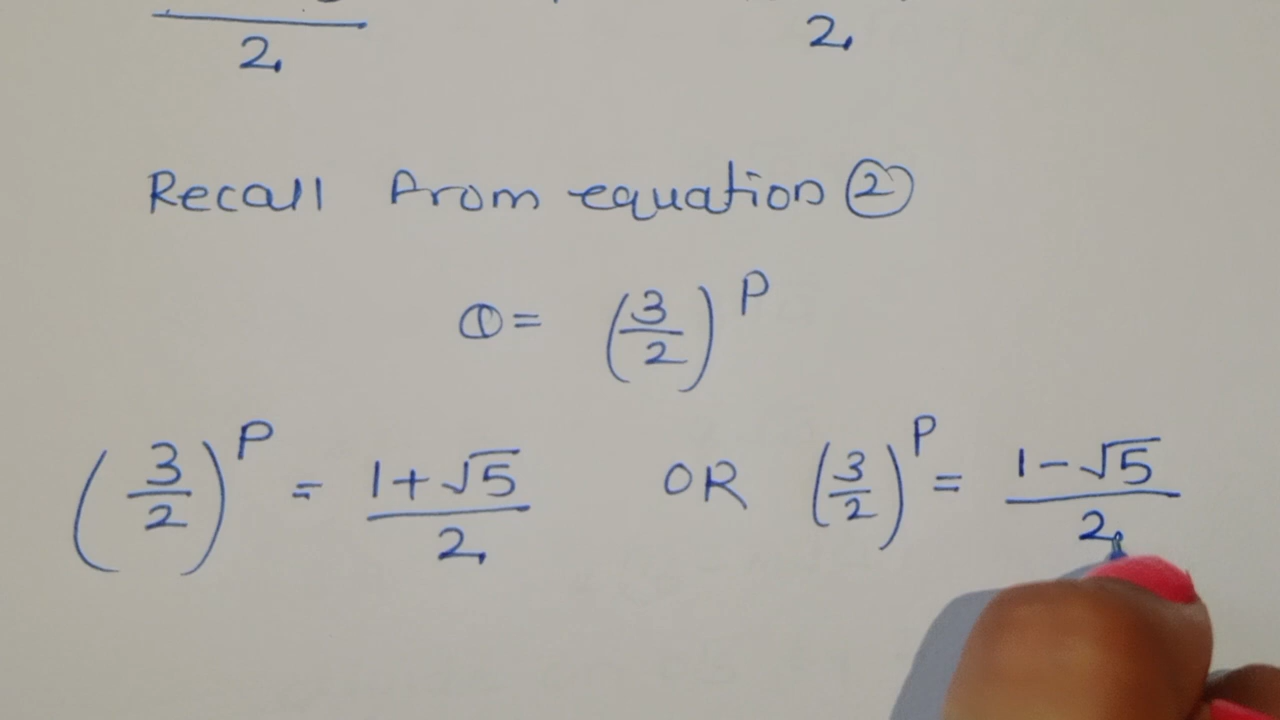 2 2
Recall from equation ②
a = (3/2)^P
(3/2)^P = 1+√5/2 OR (3/2)^P = 1-√5/2